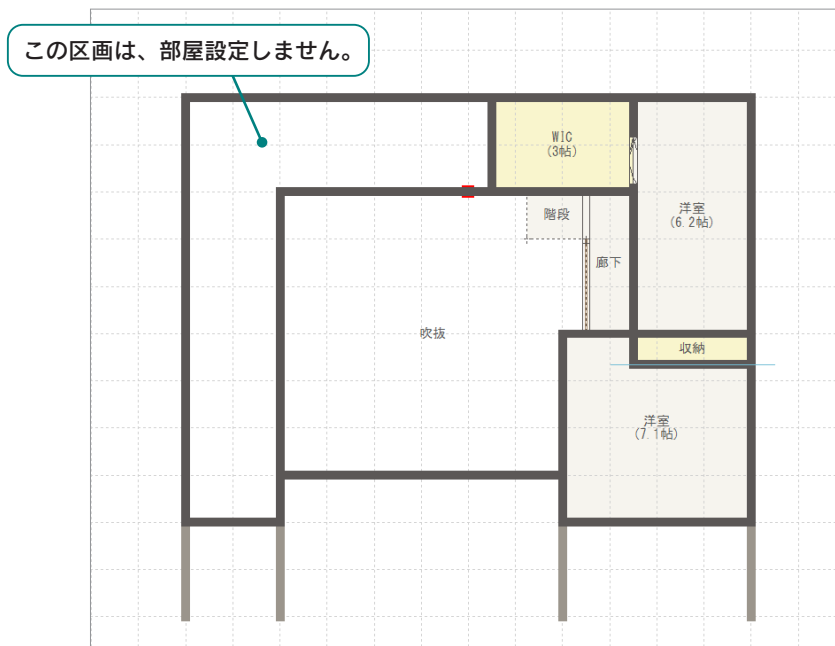 この区画は、部屋設定しません。
WIC
(3帖)
洋室
(6.2帖)
階段
廊下
吹抜
収納
洋室
(7.1帖)